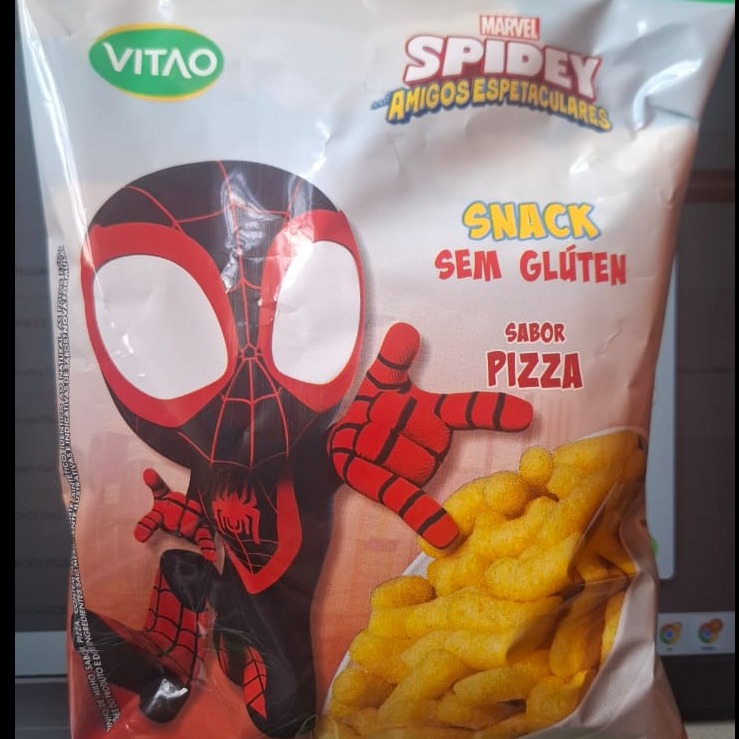 VITAO
MARVEL
SPIDEY
AMIGOS ESPETACULARES
SNACK
SEM GLÚTEN
SABOR
PIZZA